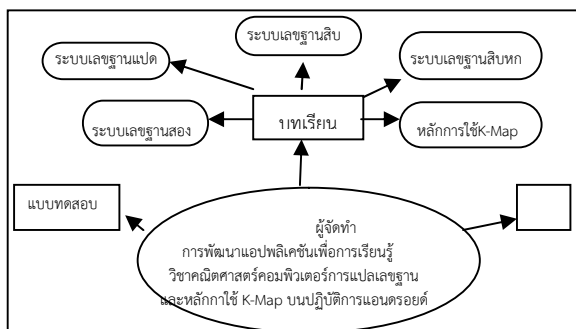 ระบบเลขฐานสิบ
ระบบเลขฐานแปด
ระบบเลขฐานสิบหก
ระบบเลขฐานสอง
บทเรียน
หลักการใช้K-Map
แบบทดสอบ
ผู้จัดทำ
การพัฒนาแอปพลิเคชันเพื่อการเรียนรู้
วิชาคณิตศาสตร์คอมพิวเตอร์การแปลเลขฐาน
และหลักกาใช้ K-Map บนปฏิบัติการแอนดรอยด์